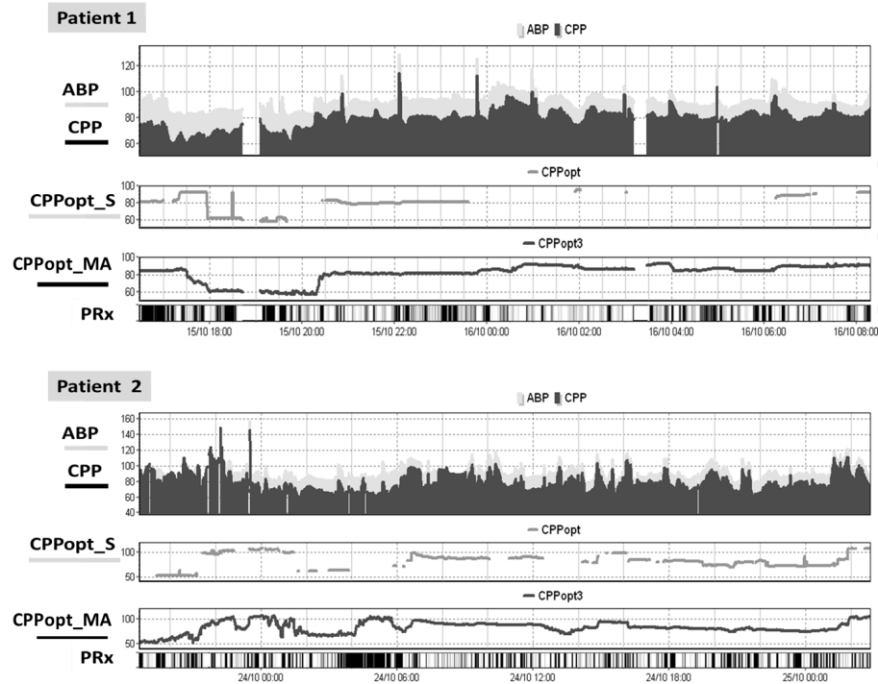 Patient 1
ABP CPP
ABP
CPP
120
100
80
60
CPPopt
CPPopt_S
100
80
60
CPPopt3
CPPopt_MA
100
80
60
PRx
15/10 18:00 15/10 20:00 15/10 22:00 16/10 00:00 16/10 02:00 16/10 04:00 16/10 06:00 16/10 08:00
Patient 2
ABP CPP
ABP
CPP
160
140
120
100
80
60
40
CPPopt
CPPopt_S
100
50
CPPopt3
CPPopt_MA
100
50
PRx
24/10 00:00 24/10 06:00 24/10 12:00 24/10 18:00 25/10 00:00